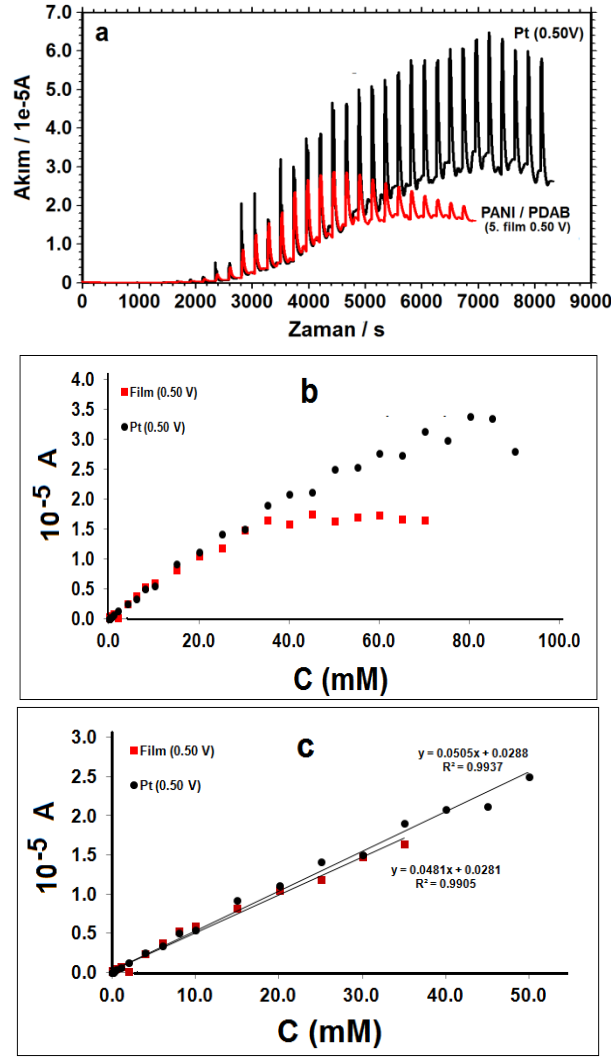 a
Pt (0.50V)
7.0
6.0
5.0
4.0
3.0
2.0
1.0
0
Akım / 1e-5A
PANI / PDAB
(5. film 0.50 V)
0 1000 2000 3000 4000 5000 6000 7000 8000 9000
Zaman / s
b
Film (0.50 V)
Pt (0.50 V)
4.0
3.5
3.0
2.5
2.0
1.5
1.0
0.5
0.0
10⁻⁵ A
0.0 20.0 40.0 60.0 80.0 100.0
C (mM)
c
Film (0.50 V)
Pt (0.50 V)
y = 0.0505x + 0.0288
R² = 0.9937
y = 0.0481x + 0.0281
R² = 0.9905
3.0
2.5
2.0
1.5
1.0
0.5
0.0
10⁻⁵ A
0.0 10.0 20.0 30.0 40.0 50.0
C (mM)